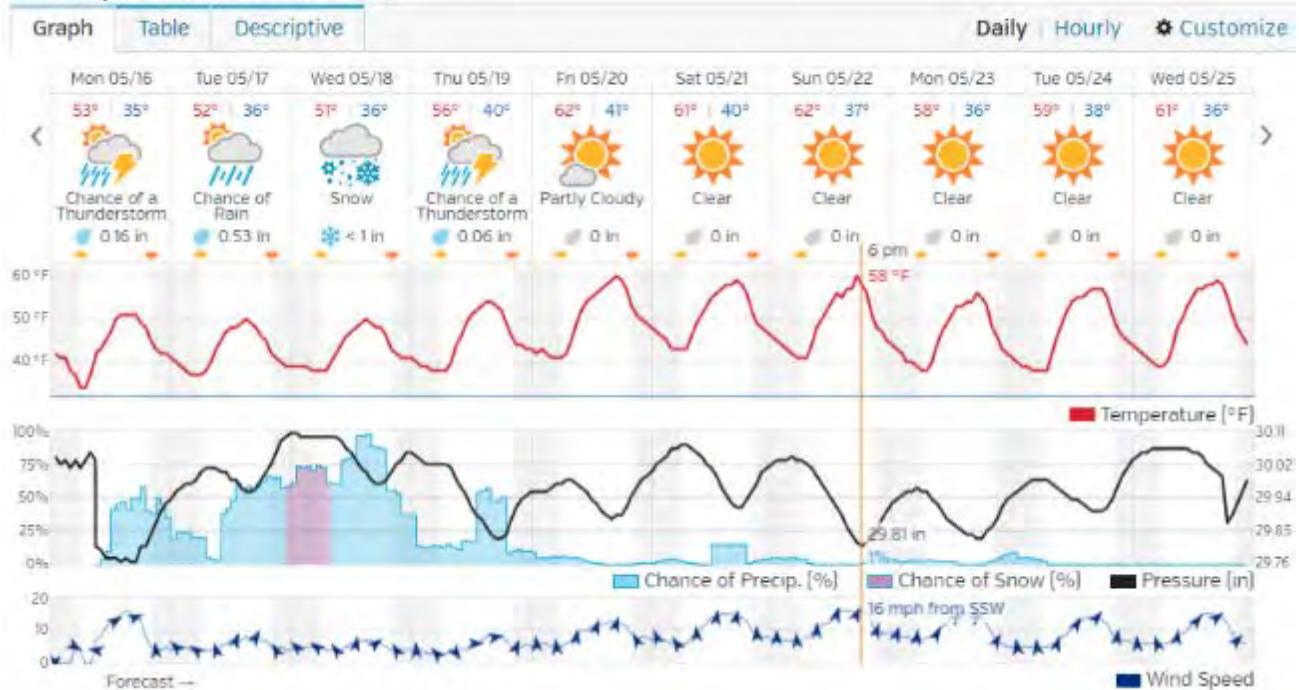 Graph Table Descriptive Daily | Hourly Customize
Mon 05/16 Tue 05/17 Wed 05/18 Thu 05/19 Fri 05/20 Sat 05/21 Sun 05/22 Mon 05/23 Tue 05/24 Wed 05/25
53° | 35° 52° | 36° 51° | 36° 56° | 40° 62° | 41° 61° | 40° 62° | 37° 58° | 36° 59° | 38° 61° | 36°
Chance of a Thunderstorm
Chance of Rain
Snow
Chance of a Thunderstorm
Partly Cloudy
Clear
Clear
Clear
Clear
Clear
0.16 in 0.53 in < 1 in 0.06 in 0 in 0 in 0 in 0 in 0 in 0 in
6 pm
60 °F 58 °F
50 °F
40 °F
Temperature [°F]
100% 30.11
75% 30.02
50% 29.94
25% 29.81 in 29.85
0% 1% 29.76
Chance of Precip. [%] Chance of Snow [%] Pressure [in]
20
16 mph from SSW
10
0
Forecast → Wind Speed